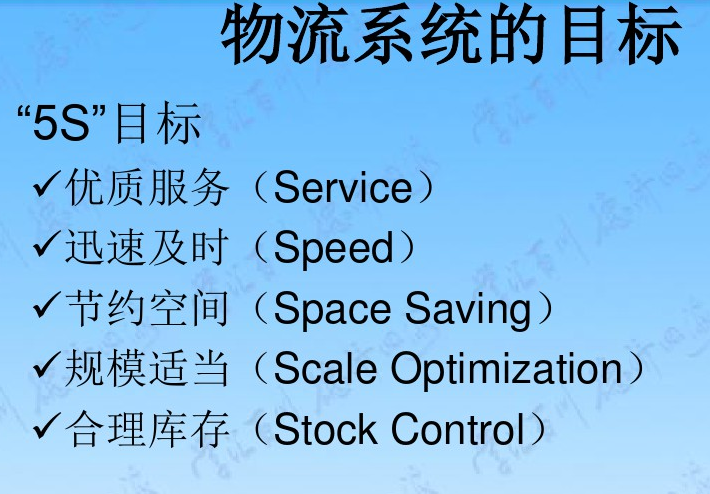 物流系统的目标
“5S”目标
✓优质服务（Service）
✓迅速及时（Speed）
✓节约空间（Space Saving）
✓规模适当（Scale Optimization）
✓合理库存（Stock Control）